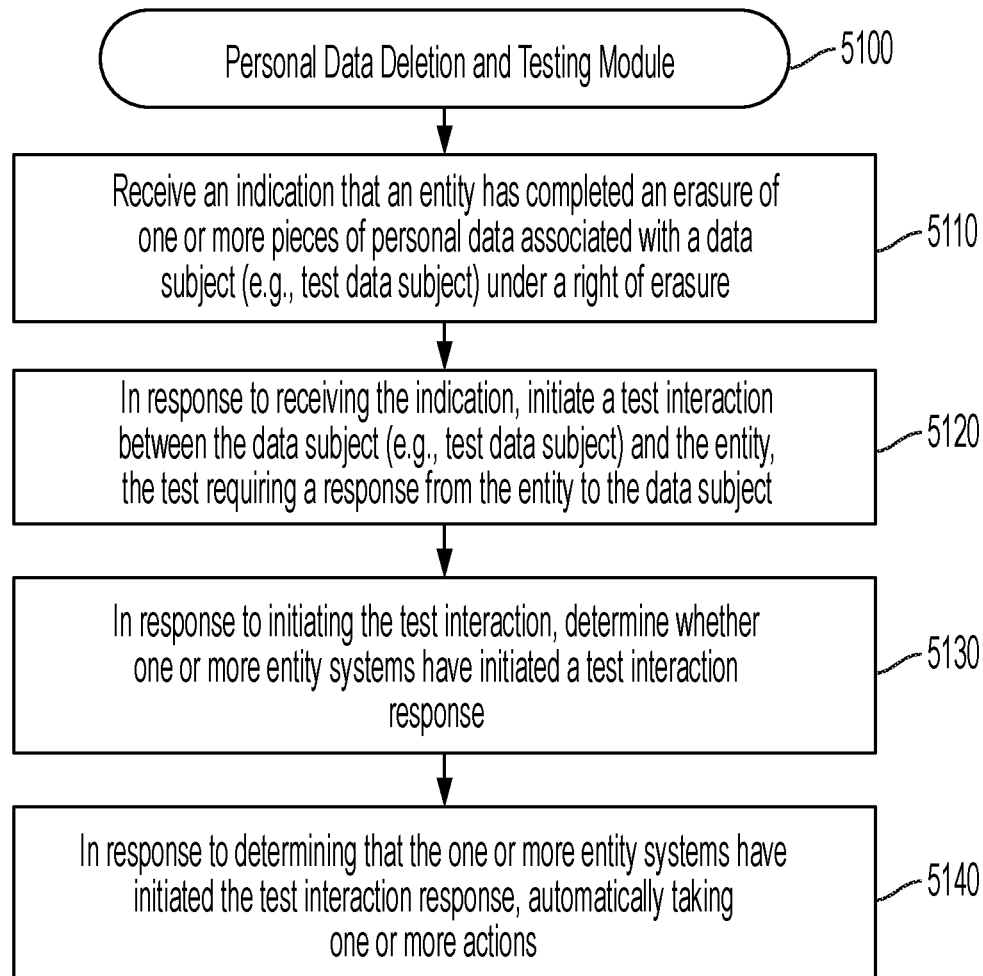 Personal Data Deletion and Testing Module
5100
Receive an indication that an entity has completed an erasure of
one or more pieces of personal data associated with a data
subject (e.g., test data subject) under a right of erasure
5110
In response to receiving the indication, initiate a test interaction
between the data subject (e.g., test data subject) and the entity,
the test requiring a response from the entity to the data subject
5120
In response to initiating the test interaction, determine whether
one or more entity systems have initiated a test interaction
response
5130
In response to determining that the one or more entity systems have
initiated the test interaction response, automatically taking
one or more actions
5140